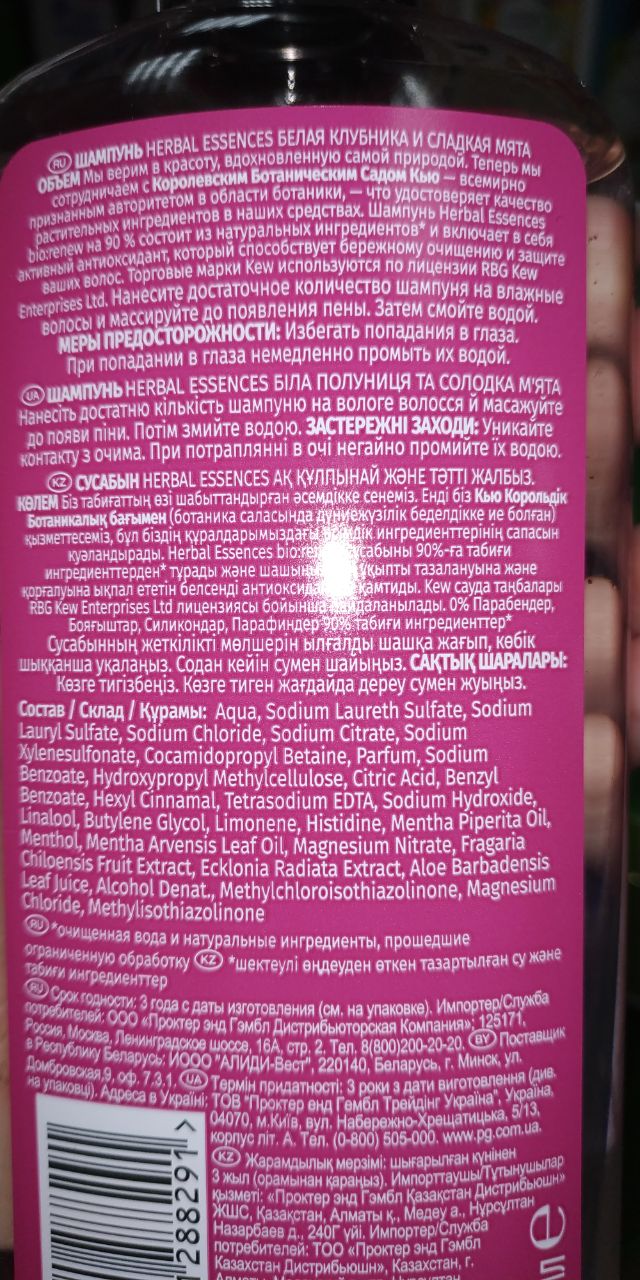 RU ШАМПУНЬ HERBAL ESSENCES БЕЛАЯ КЛУБНИКА И СЛАДКАЯ МЯТА
ОБЪЕМ Мы верим в красоту, вдохновленную самой природой. Теперь мы
сотрудничаем с Королевским Ботаническим Садом Кью — всемирно
признанным авторитетом в области ботаники, — что удостоверяет качество
растительных ингредиентов в наших средствах. Шампунь Herbal Essences
bio:renew на 90 % состоит из натуральных ингредиентов* и включает в себя
активный антиоксидант, который способствует бережному очищению и защите
ваших волос. Торговые марки Kew используются по лицензии RBG Kew
Enterprises Ltd. Нанесите достаточное количество шампуня на влажные
волосы и массируйте до появления пены. Затем смойте водой.
МЕРЫ ПРЕДОСТОРОЖНОСТИ: Избегать попадания в глаза.
При попадании в глаза немедленно промыть их водой.
UA ШАМПУНЬ HERBAL ESSENCES БІЛА ПОЛУНИЦЯ ТА СОЛОДКА М'ЯТА
Нанесіть достатню кількість шампуню на вологе волосся й масажуйте
до появи піни. Потім змийте водою. ЗАСТЕРЕЖНІ ЗАХОДИ: Уникайте
контакту з очима. При потраплянні в очі негайно промийте їх водою.
KZ СУСАБЫН HERBAL ESSENCES АҚ ҚҰЛПЫНАЙ ЖӘНЕ ТӘТТІ ЖАЛБЫЗ.
КӨЛЕМ Біз табиғаттың өзі шабыттандырған әсемдікке сенеміз. Енді біз Кью Корольдік
Ботаникалық бағымен (ботаника саласында дүниежүзілік беделдікке ие болған)
қызметтесеміз, бұл біздің құралдарымыздағы ингредиенттерінің сапасын
куәландырады. Herbal Essences сусабыны 90%-ға табиғи
ингредиенттерден* тұрады және тазалануына және
қорғалуына ықпал ететін белсенді қамтиды. Kew сауда таңбалары
RBG Kew Enterprises Ltd лицензиясы бойынша пайдаланылады. 0% Парабендер,
Бояғыштар, Силикондар, Парафиндер 90% табиғи ингредиенттер*
Сусабынның жеткілікті мөлшерін ылғалды шашқа жағып, көбік
шыққанша уқалаңыз. Содан кейін сумен шайыңыз. САҚТЫҚ ШАРАЛАРЫ:
Көзге тигізбеңіз. Көзге тиген жағдайда дереу сумен жуыңыз.
Состав / Склад / Құрамы: Aqua, Sodium Laureth Sulfate, Sodium
Lauryl Sulfate, Sodium Chloride, Sodium Citrate, Sodium
Xylenesulfonate, Cocamidopropyl Betaine, Parfum, Sodium
Benzoate, Hydroxypropyl Methylcellulose, Citric Acid, Benzyl
Benzoate, Hexyl Cinnamal, Tetrasodium EDTA, Sodium Hydroxide,
Linalool, Butylene Glycol, Limonene, Histidine, Mentha Piperita Oil,
Menthol, Mentha Arvensis Leaf Oil, Magnesium Nitrate, Fragaria
Chiloensis Fruit Extract, Ecklonia Radiata Extract, Aloe Barbadensis
Leaf Juice, Alcohol Denat., Methylchloroisothiazolinone, Magnesium
Chloride, Methylisothiazolinone
RU *очищенная вода и натуральные ингредиенты, прошедшие
ограниченную обработку KZ *шектеулі өңдеуден өткен тазартылған су және
табиғи ингредиенттер
RU Срок годности: 3 года с даты изготовления (см. на упаковке). Импортер/Служба
потребителей: ООО «Проктер энд Гэмбл Дистрибьюторская Компания»; 125171,
Россия, Москва, Ленинградское шоссе, 16А, стр. 2. Тел. 8(800)200-20-20. BY Поставщик
в Республику Беларусь: ИООО "АЛИДИ-Вест", 220140, Беларусь, г. Минск, ул.
Домбровская,9, оф. 7.3.1. UA Термін придатності: 3 роки з дати виготовлення (див.
на упаковці). Адреса в Україні: ТОВ "Проктер енд Гембл Трейдінг Україна", Україна,
04070, м.Київ, вул. Набережно-Хрещатицька, 5/13,
корпус літ. А. Тел. (0-800) 505-000. www.pg.com.ua.
KZ Жарамдылық мерзімі: шығарылған күнінен
3 жыл (орамынан қараңыз). Импорттаушы/Тұтынушылар
қызметі: «Проктер энд Гэмбл Казақстан Дистрибьюшн»
ЖШС, Қазақстан, Алматы қ., Медеу а., Нұрсұлтан
Назарбаев д., 240Г үйі. Импортер/Служба
потребителей: ТОО «Проктер энд Гэмбл
Казахстан Дистрибьюшн», Казахстан, г.
288291